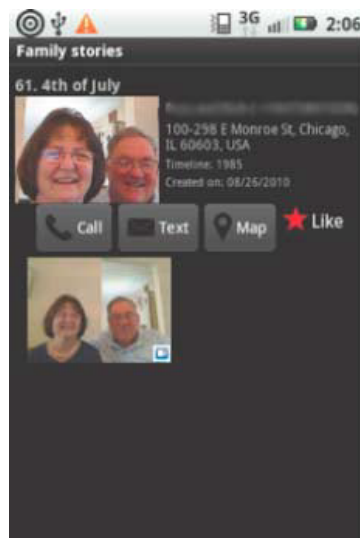 3G 2:06
Family stories
61. 4th of July
100-298 E Monroe St, Chicago,
IL 60603, USA
Timeline: 1985
Created on: 08/26/2010
Call Text Map Like